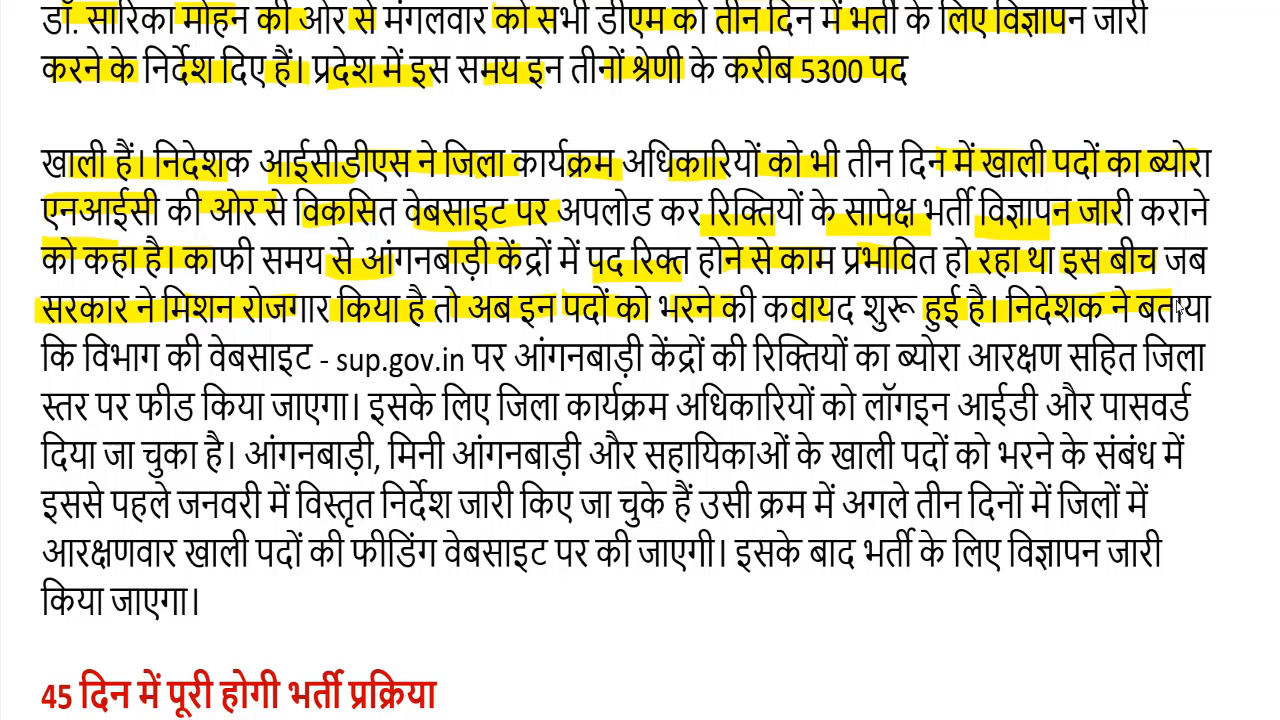 डॉ. सारिका मोहन की ओर से मंगलवार को सभी डीएम को तीन दिन में भर्ती के लिए विज्ञापन जारी
करने के निर्देश दिए हैं। प्रदेश में इस समय इन तीनों श्रेणी के करीब 5300 पद
खाली हैं। निदेशक आईसीडीएस ने जिला कार्यक्रम अधिकारियों को भी तीन दिन में खाली पदों का ब्योरा
एनआईसी की ओर से विकसित वेबसाइट पर अपलोड कर रिक्तियों के सापेक्ष भर्ती विज्ञापन जारी कराने
को कहा है। काफी समय से आंगनबाड़ी केंद्रों में पद रिक्त होने से काम प्रभावित हो रहा था इस बीच जब
सरकार ने मिशन रोजगार किया है तो अब इन पदों को भरने की कवायद शुरू हुई है। निदेशक ने बताया
कि विभाग की वेबसाइट - sup.gov.in पर आंगनबाड़ी केंद्रों की रिक्तियों का ब्योरा आरक्षण सहित जिला
स्तर पर फीड किया जाएगा। इसके लिए जिला कार्यक्रम अधिकारियों को लॉगइन आईडी और पासवर्ड
दिया जा चुका है। आंगनबाड़ी, मिनी आंगनबाड़ी और सहायिकाओं के खाली पदों को भरने के संबंध में
इससे पहले जनवरी में विस्तृत निर्देश जारी किए जा चुके हैं उसी क्रम में अगले तीन दिनों में जिलों में
आरक्षणवार खाली पदों की फीडिंग वेबसाइट पर की जाएगी। इसके बाद भर्ती के लिए विज्ञापन जारी
किया जाएगा।
45 दिन में पूरी होगी भर्ती प्रक्रिया